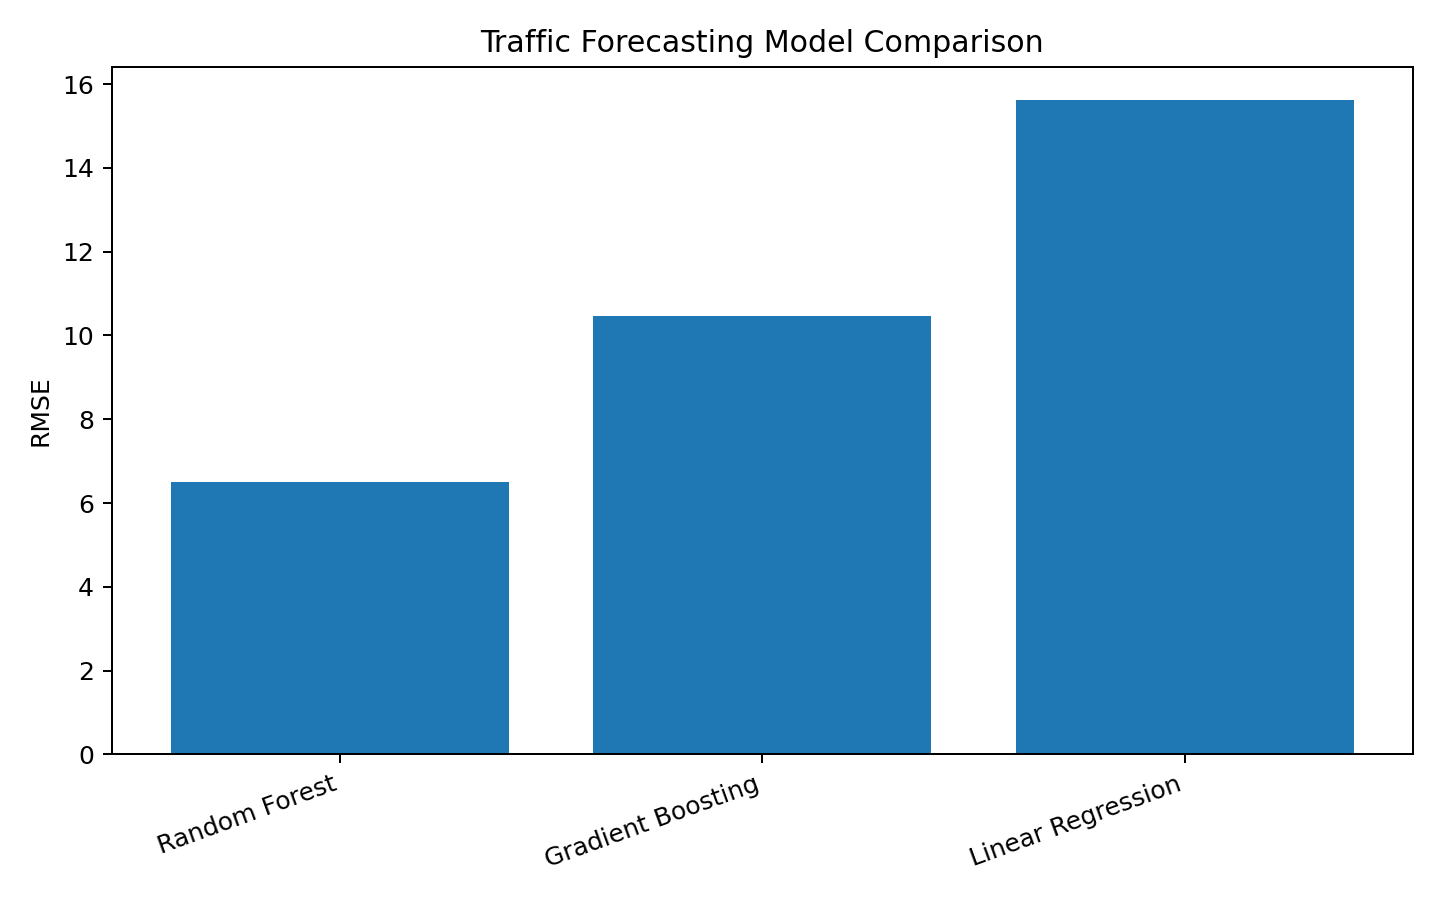 Traffic Forecasting Model Comparison
16
14
12
10
8
6
4
2
0
RMSE
Random Forest
Gradient Boosting
Linear Regression